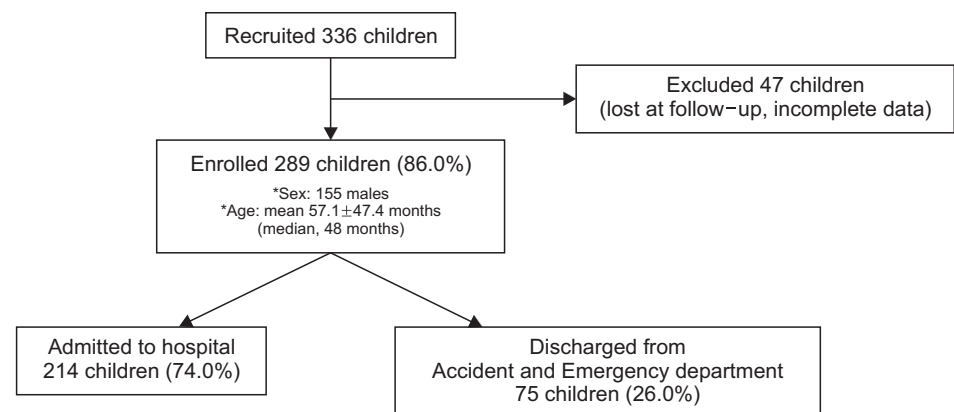 Recruited 336 children
Excluded 47 children
(lost at follow−up, incomplete data)
Enrolled 289 children (86.0%)
*Sex: 155 males
*Age: mean 57.1±47.4 months
(median, 48 months)
Admitted to hospital
214 children (74.0%)
Discharged from
Accident and Emergency department
75 children (26.0%)